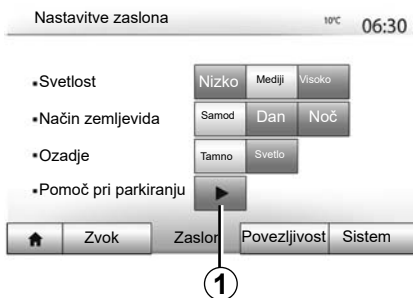 Nastavitve zaslona 10°C 06:30
▪Svetlost Nizko Mediji Visoko
▪Način zemljevida Samod Dan Noč
▪Ozadje Tamno Svetlo
▪Pomoč pri parkiranju
Zvok Zaslon Povezljivost Sistem
1